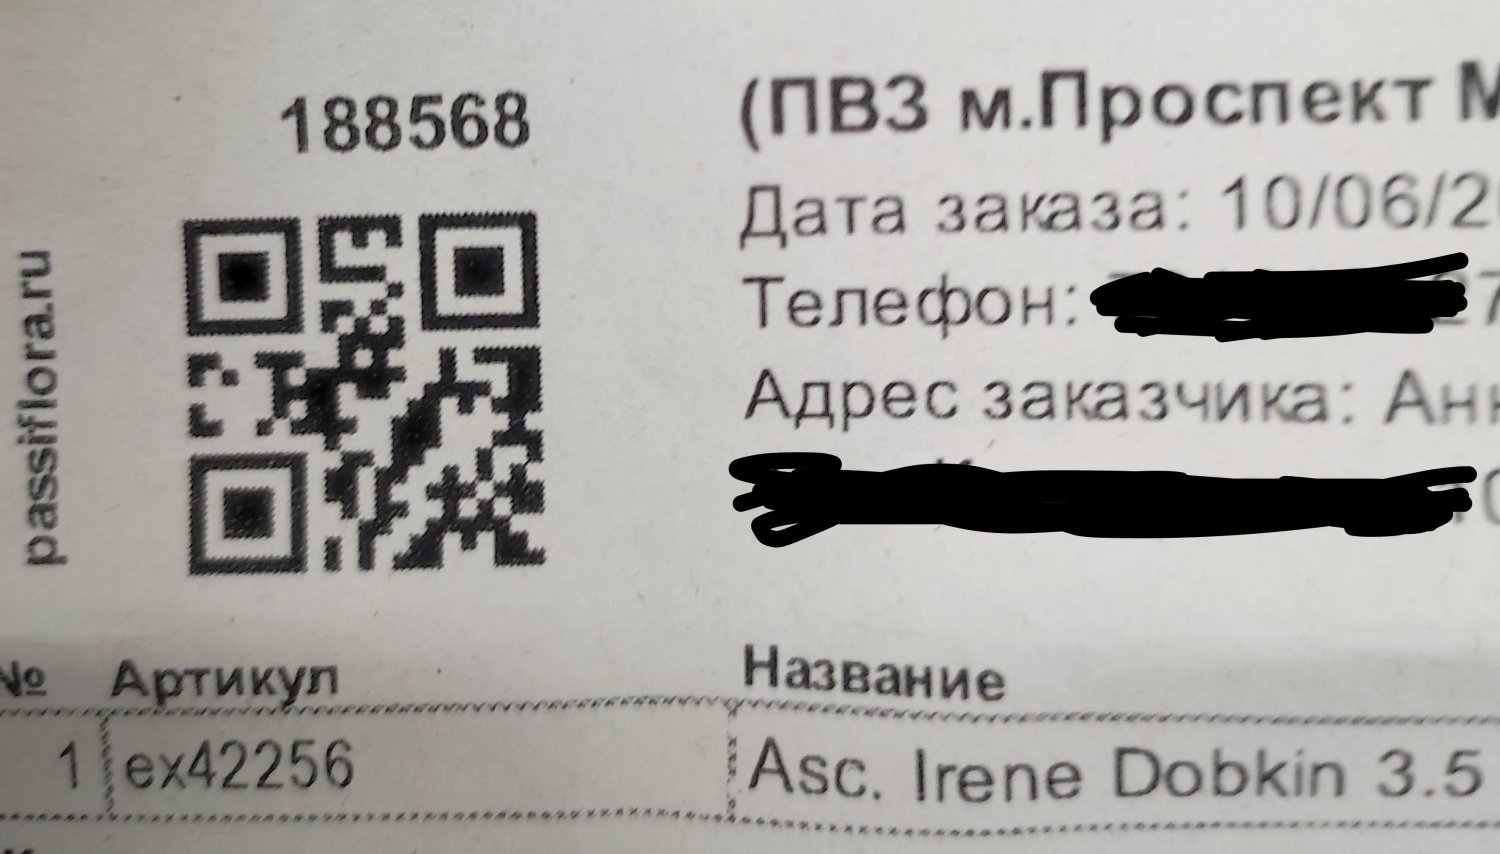 188568
passiflora.ru
(ПВЗ м.Проспект
Дата заказа: 10/06/2
Телефон:
Адрес заказчика:
№ Артикул Название
1 ex42256 Asc. Irene Dobkin 3.5